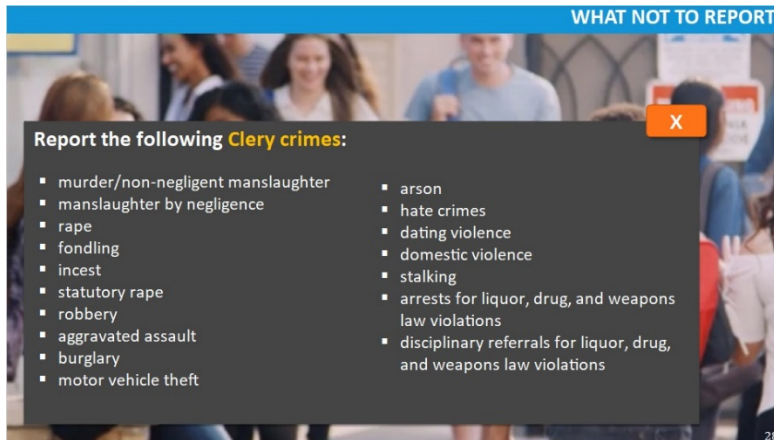 WHAT NOT TO REPORT
X
Report the following Clery crimes:
▪ murder/non-negligent manslaughter
▪ manslaughter by negligence
▪ rape
▪ fondling
▪ incest
▪ statutory rape
▪ robbery
▪ aggravated assault
▪ burglary
▪ motor vehicle theft
▪ arson
▪ hate crimes
▪ dating violence
▪ domestic violence
▪ stalking
▪ arrests for liquor, drug, and weapons
law violations
▪ disciplinary referrals for liquor, drug,
and weapons law violations